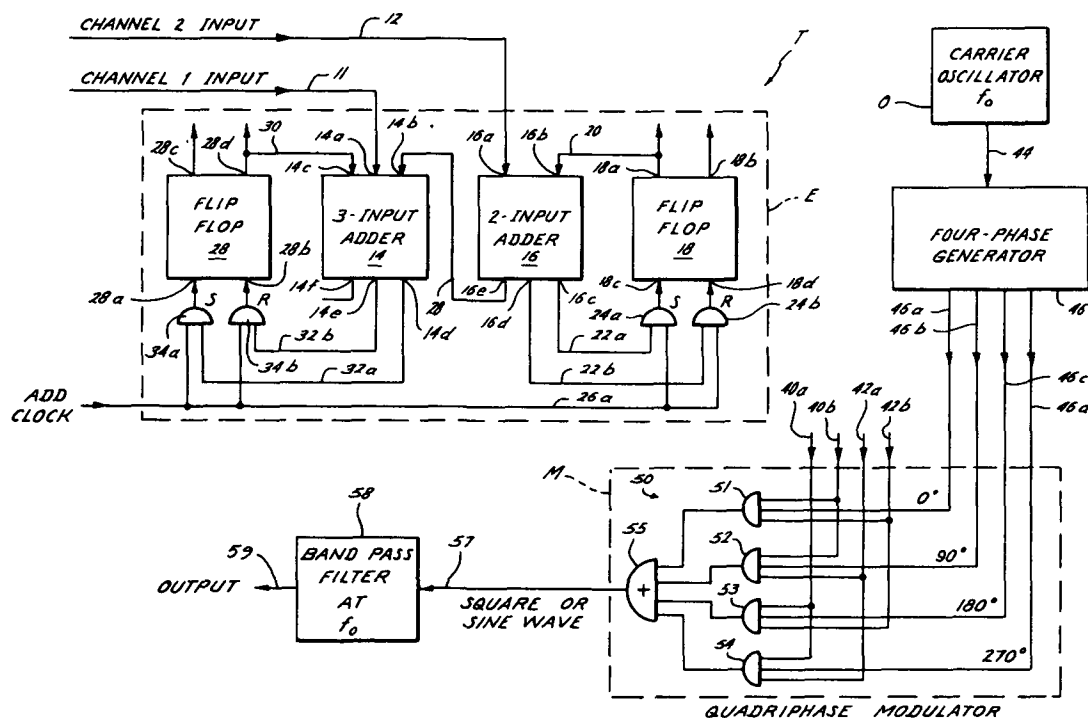 CHANNEL 2 INPUT
12
CHANNEL 1 INPUT
11
T
CARRIER
OSCILLATOR
f₀
O
44
28c
28d
30
14a
14b
14c
16a
16b
20
18a
18b
E
FLIP
FLOP
28
28b
3-INPUT
ADDER
14
2-INPUT
ADDER
16
FLIP
FLOP
18
FOUR-PHASE
GENERATOR
46
28a
S
R
14f
14e
14d
28
16e
16d
16c
18c
18d
S
R
24a
24b
34a
34b
32b
32a
22a
22b
26a
ADD
CLOCK
46a
46b
46c
46d
40a
40b
42a
42b
M
50
51
0°
52
90°
53
180°
54
270°
55
+
57
SQUARE OR
SINE WAVE
58
BAND PASS
FILTER
AT
f₀
59
OUTPUT
QUADRIPHASE MODULATOR